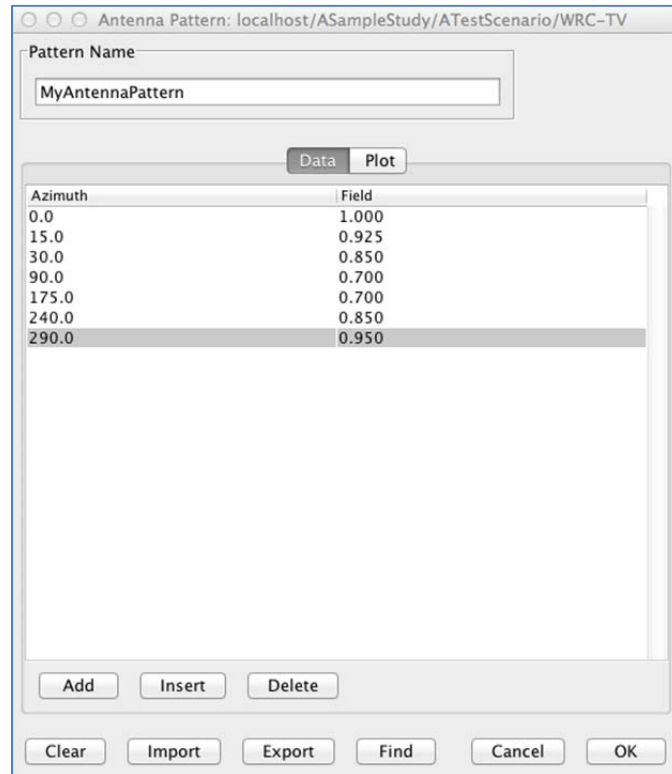 Antenna Pattern: localhost/ASampleStudy/ATestScenario/WRC-TV
Pattern Name
MyAntennaPattern
Data Plot
Azimuth Field
0.0 1.000
15.0 0.925
30.0 0.850
90.0 0.700
175.0 0.700
240.0 0.850
290.0 0.950
Add Insert Delete
Clear Import Export Find Cancel OK